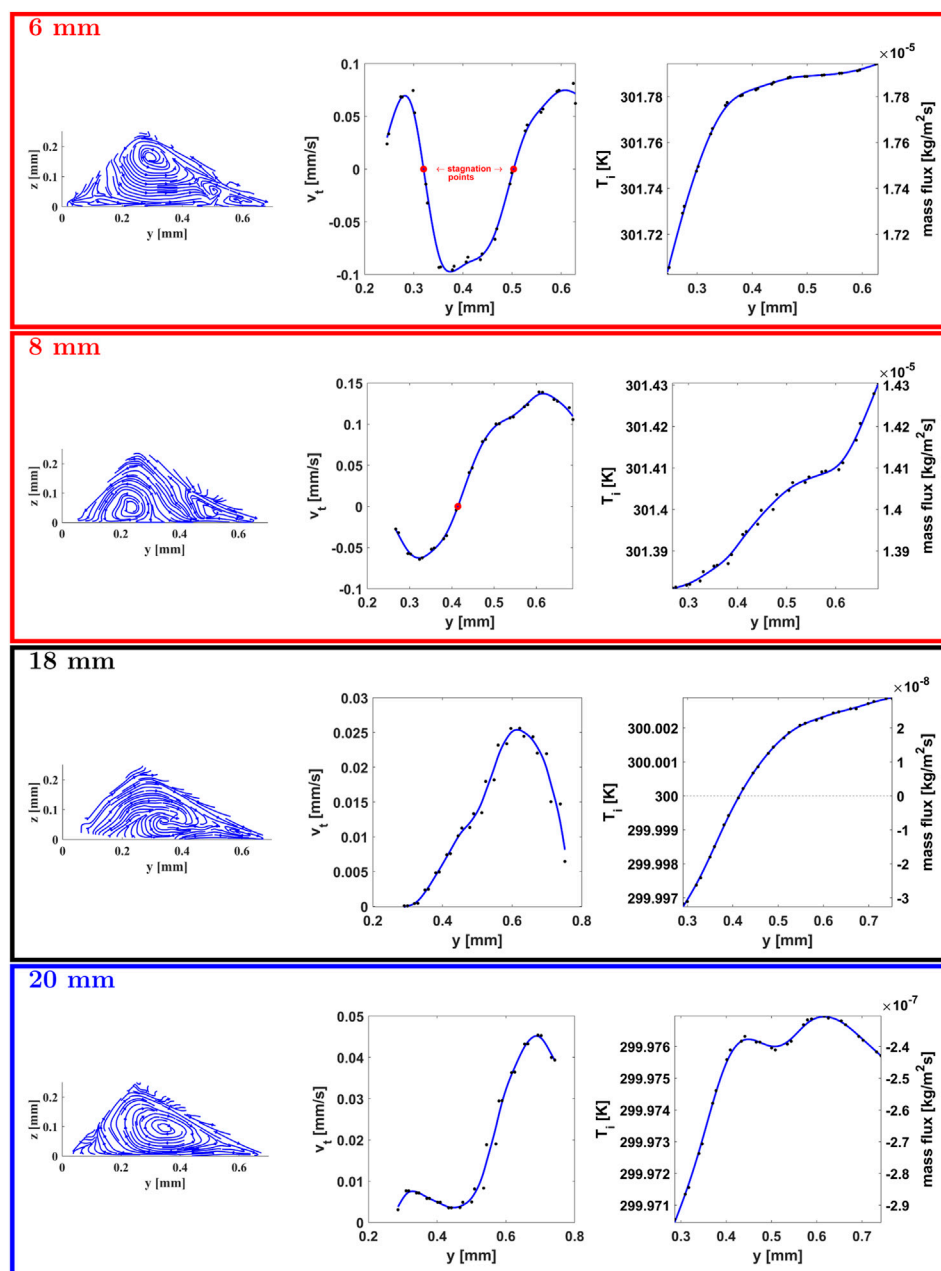 6 mm
z [mm]
0.2
0.1
0
0 0.2 0.4 0.6
y [mm]
v_t [mm/s]
0.1
0.05
0
-0.05
-0.1
0.2 0.3 0.4 0.5 0.6
y [mm]
← stagnation →
points
T_i [K]
301.78
301.76
301.74
301.72
0.3 0.4 0.5 0.6
y [mm]
×10^-5
1.78
1.76
1.74
1.72
mass flux [kg/m²s]
8 mm
z [mm]
0.2
0.1
0
0 0.2 0.4 0.6
y [mm]
v_t [mm/s]
0.15
0.1
0.05
0
-0.05
-0.1
0.2 0.3 0.4 0.5 0.6
y [mm]
T_i [K]
301.43
301.42
301.41
301.4
301.39
0.3 0.4 0.5 0.6
y [mm]
×10^-5
1.43
1.42
1.41
1.4
1.39
mass flux [kg/m²s]
18 mm
z [mm]
0.2
0.1
0
0 0.2 0.4 0.6
y [mm]
v_t [mm/s]
0.03
0.025
0.02
0.015
0.01
0.005
0
0.2 0.4 0.6 0.8
y [mm]
T_i [K]
300.002
300.001
300
299.999
299.998
299.997
0.3 0.4 0.5 0.6 0.7
y [mm]
×10^-8
2
1
0
-1
-2
-3
mass flux [kg/m²s]
20 mm
z [mm]
0.2
0.1
0
0 0.2 0.4 0.6
y [mm]
v_t [mm/s]
0.05
0.04
0.03
0.02
0.01
0
0.2 0.4 0.6 0.8
y [mm]
T_i [K]
299.976
299.975
299.974
299.973
299.972
299.971
0.3 0.4 0.5 0.6 0.7
y [mm]
×10^-7
-2.4
-2.5
-2.6
-2.7
-2.8
-2.9
mass flux [kg/m²s]